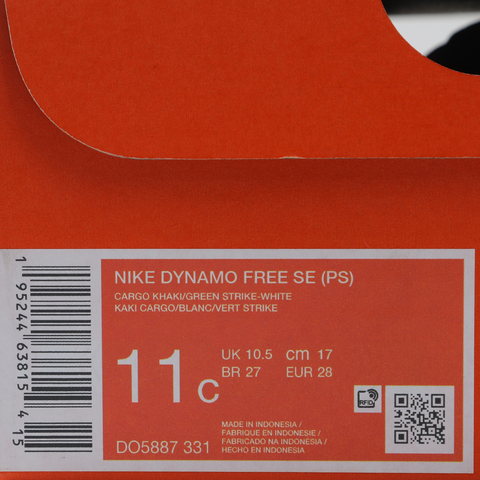 NIKE DYNAMO FREE SE (PS)
CARGO KHAKI/GREEN STRIKE-WHITE
KAKI CARGO/BLANC/VERT STRIKE
11C
UK 10.5 cm 17
BR 27 EUR 28
RFID
MADE IN INDONESIA /
FABRIQUE EN INDONESIE /
FABRICADO NA INDONESIA /
HECHO EN INDONESIA
DO5887 331
1 95244 63815 4 15